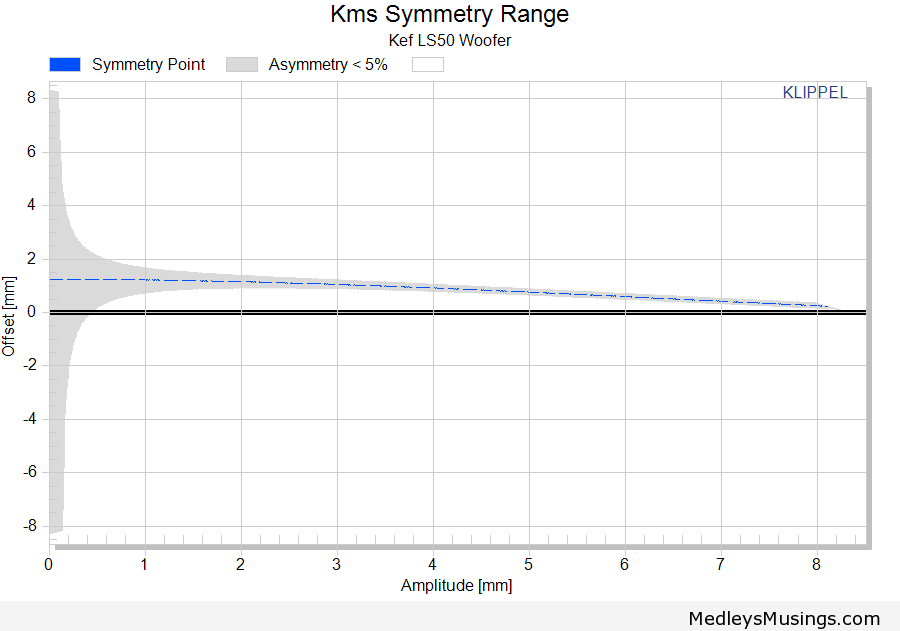 Kms Symmetry Range
Kef LS50 Woofer
Symmetry Point Asymmetry < 5%
KLIPPEL
8
6
4
2
0
-2
-4
-6
-8
Offset [mm]
0 1 2 3 4 5 6 7 8
Amplitude [mm]
MedleysMusings.com